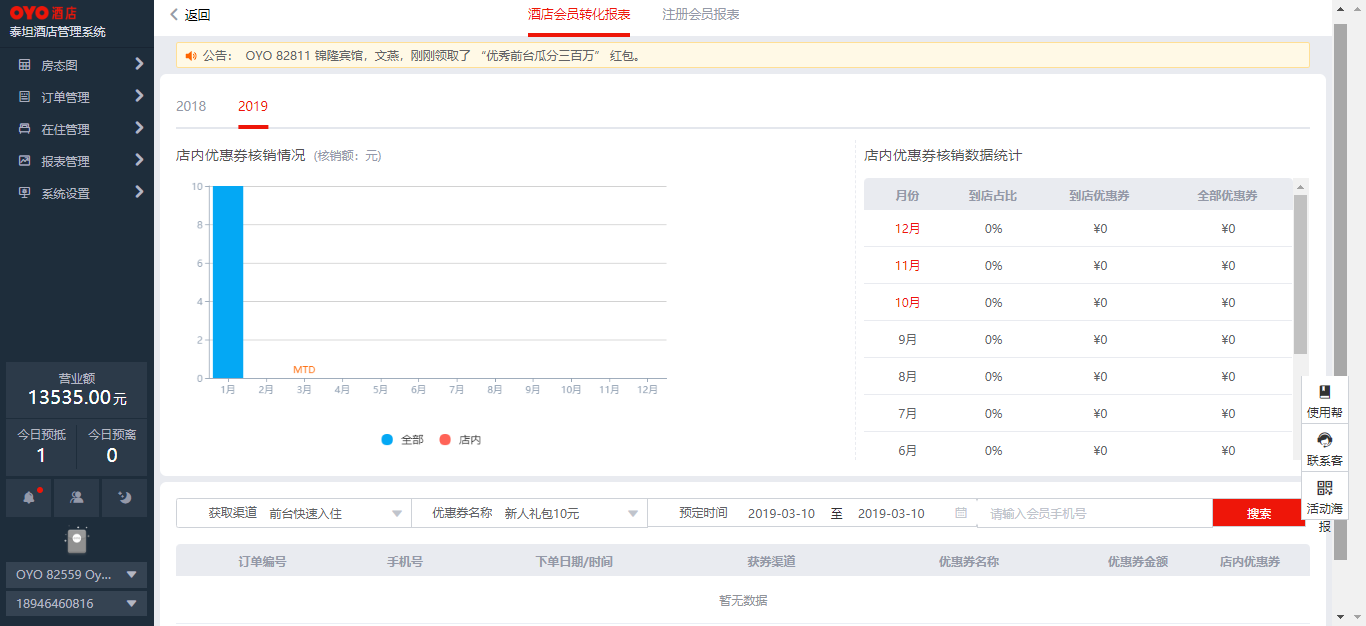 OYO 酒店
泰坦酒店管理系统
房态图
订单管理
在住管理
报表管理
系统设置
营业额
13535.00元
今日预抵 今日预离
1 0
OYO 82559 Oy...
18946460816
返回
酒店会员转化报表 注册会员报表
公告： OYO 82811 锦隆宾馆，文燕，刚刚领取了 “优秀前台瓜分三百万” 红包。
2018 2019
店内优惠券核销情况 (核销额：元)
10
8
6
4
2
0
MTD
1月 2月 3月 4月 5月 6月 7月 8月 9月 10月 11月 12月
全部 店内
店内优惠券核销数据统计
月份 到店占比 到店优惠券 全部优惠券
12月 0% ¥0 ¥0
11月 0% ¥0 ¥0
10月 0% ¥0 ¥0
9月 0% ¥0 ¥0
8月 0% ¥0 ¥0
7月 0% ¥0 ¥0
6月 0% ¥0 ¥0
使用帮
联系客
活动海
报
获取渠道 前台快速入住 优惠券名称 新人礼包10元 预定时间 2019-03-10 至 2019-03-10 请输入会员手机号 搜索
订单编号 手机号 下单日期/时间 获券渠道 优惠券名称 优惠券金额 店内优惠券
暂无数据